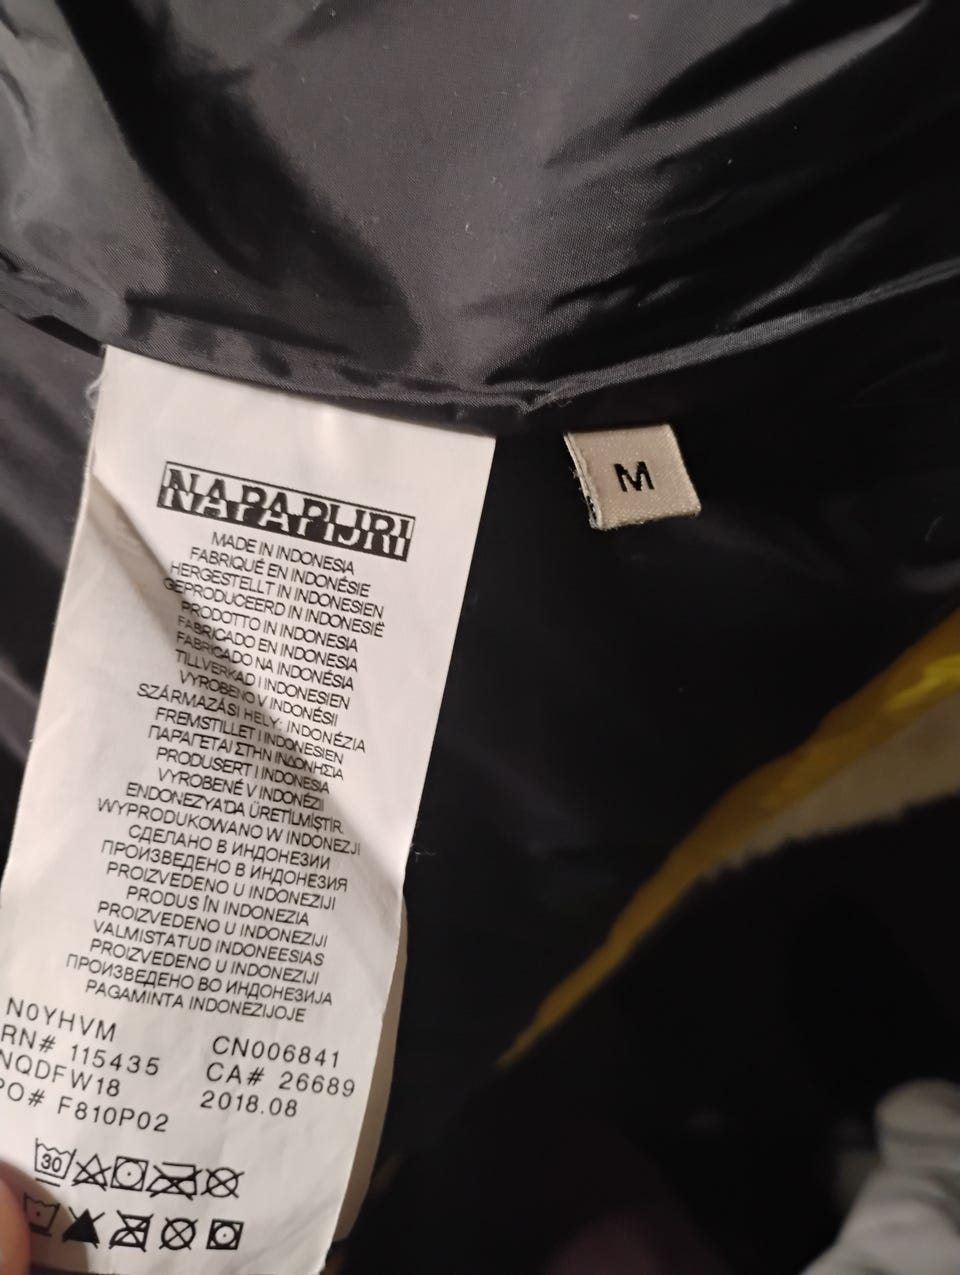 NAPAPIJRI
M
MADE IN INDONESIA
FABRIQUÉ EN INDONÉSIE
HERGESTELLT IN INDONESIEN
GEPRODUCEERD IN INDONESIË
PRODOTTO IN INDONESIA
FABRICADO EN INDONESIA
FABRICADO NA INDONÉSIA
TILLVERKAD I INDONESIEN
VYROBENO V INDONÉSII
SZÁRMAZÁSI HELY: INDONÉZIA
FREMSTILLET I INDONESIEN
ΠΑΡΑΓΕΤΑΙ ΣΤΗΝ ΙΝΔΟΝΗΣΙΑ
PRODUSERT I INDONESIA
VYROBENÉ V INDONÉZII
ENDONEZYA'DA ÜRETİLMİŞTİR.
WYPRODUKOWANO W INDONEZJI
СДЕЛАНО В ИНДОНЕЗИИ
ПРОИЗВЕДЕНО В ИНДОНЕЗИЯ
PROIZVEDENO U INDONEZIJI
PRODUS ÎN INDONEZIA
PROIZVEDENO U INDONEZIJI
VALMISTATUD INDONEESIAS
PROIZVEDENO U INDONEZIJI
ПРОИЗВЕДЕНО ВО ИНДОНЕЗИЈА
PAGAMINTA INDONEZIJOJE
N0YHVM CN006841
RN# 115435 CA# 26689
NQDFW18 2018.08
PO# F810P02
30